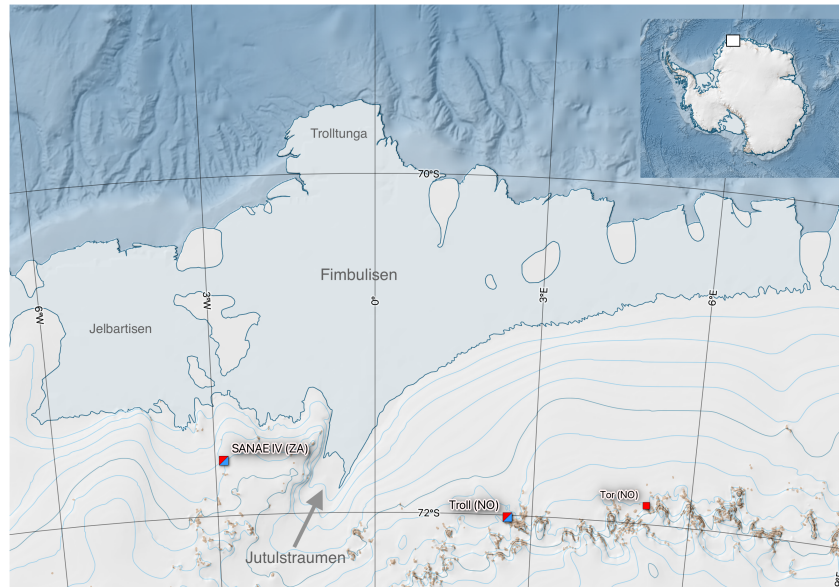 Trolltunga
70°S
Fimbulisen
6°W
3°W
0°
3°E
6°E
Jelbartisen
SANAE IV (ZA)
Troll (NO)
Tor (NO)
72°S
Jutulstraumen